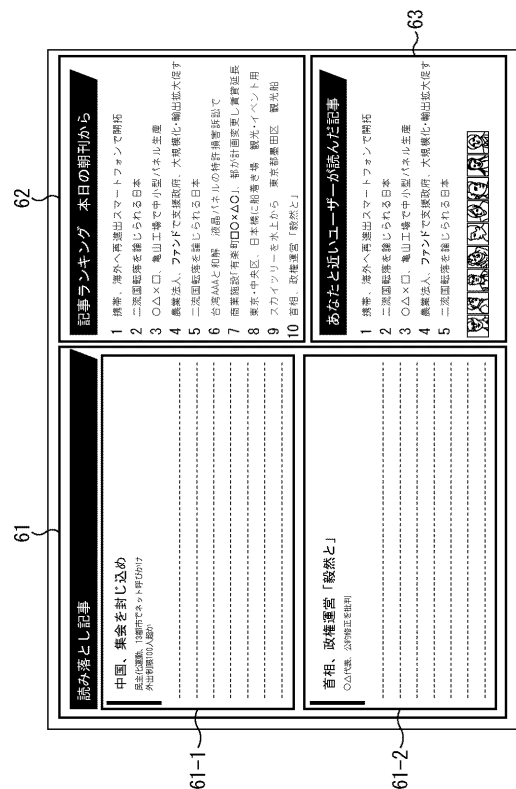 61
62
読み落とし記事
61-1
中国、集会を封じ込め
民主化運動、13都市でネット呼びかけ
外出制限100人超か
61-2
首相、政権運営「毅然と」
○△代表、公約修正を批判
記事ランキング 本日の朝刊から
1 携帯、海外へ再進出スマートフォンで開拓
2 二流国転落を論じられる日本
3 ○△×□、亀山工場で中小型パネル生産
4 農業法人、ファンドで支援政府、大規模化・輸出拡大促す
5 二流国転落を論じられる日本
6 台湾AAAと和解 液晶パネルの特許損害訴訟で
7 商業施設「有楽町□○×△○」、都が計画変更し賃貸延長
8 東京・中央区、日本橋に船着き場 観光・イベント用
9 スカイツリーを水上から 東京都墨田区 観光船
10 首相、政権運営「毅然と」
63
あなたと近いユーザーが読んだ記事
1 携帯、海外へ再進出スマートフォンで開拓
2 二流国転落を論じられる日本
3 ○△×□、亀山工場で中小型パネル生産
4 農業法人、ファンドで支援政府、大規模化・輸出拡大促す
5 二流国転落を論じられる日本